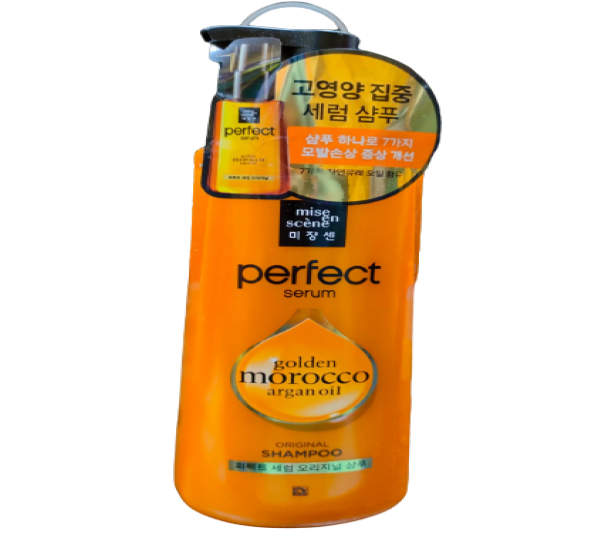 고영양 집중
세럼 샴푸
샴푸 하나로 7가지
모발손상 증상 개선
perfect
serum
mise
en
scène
미쟝센
perfect
serum
golden
morocco
argan oil
ORIGINAL
SHAMPOO
퍼펙트 세럼 오리지널 샴푸